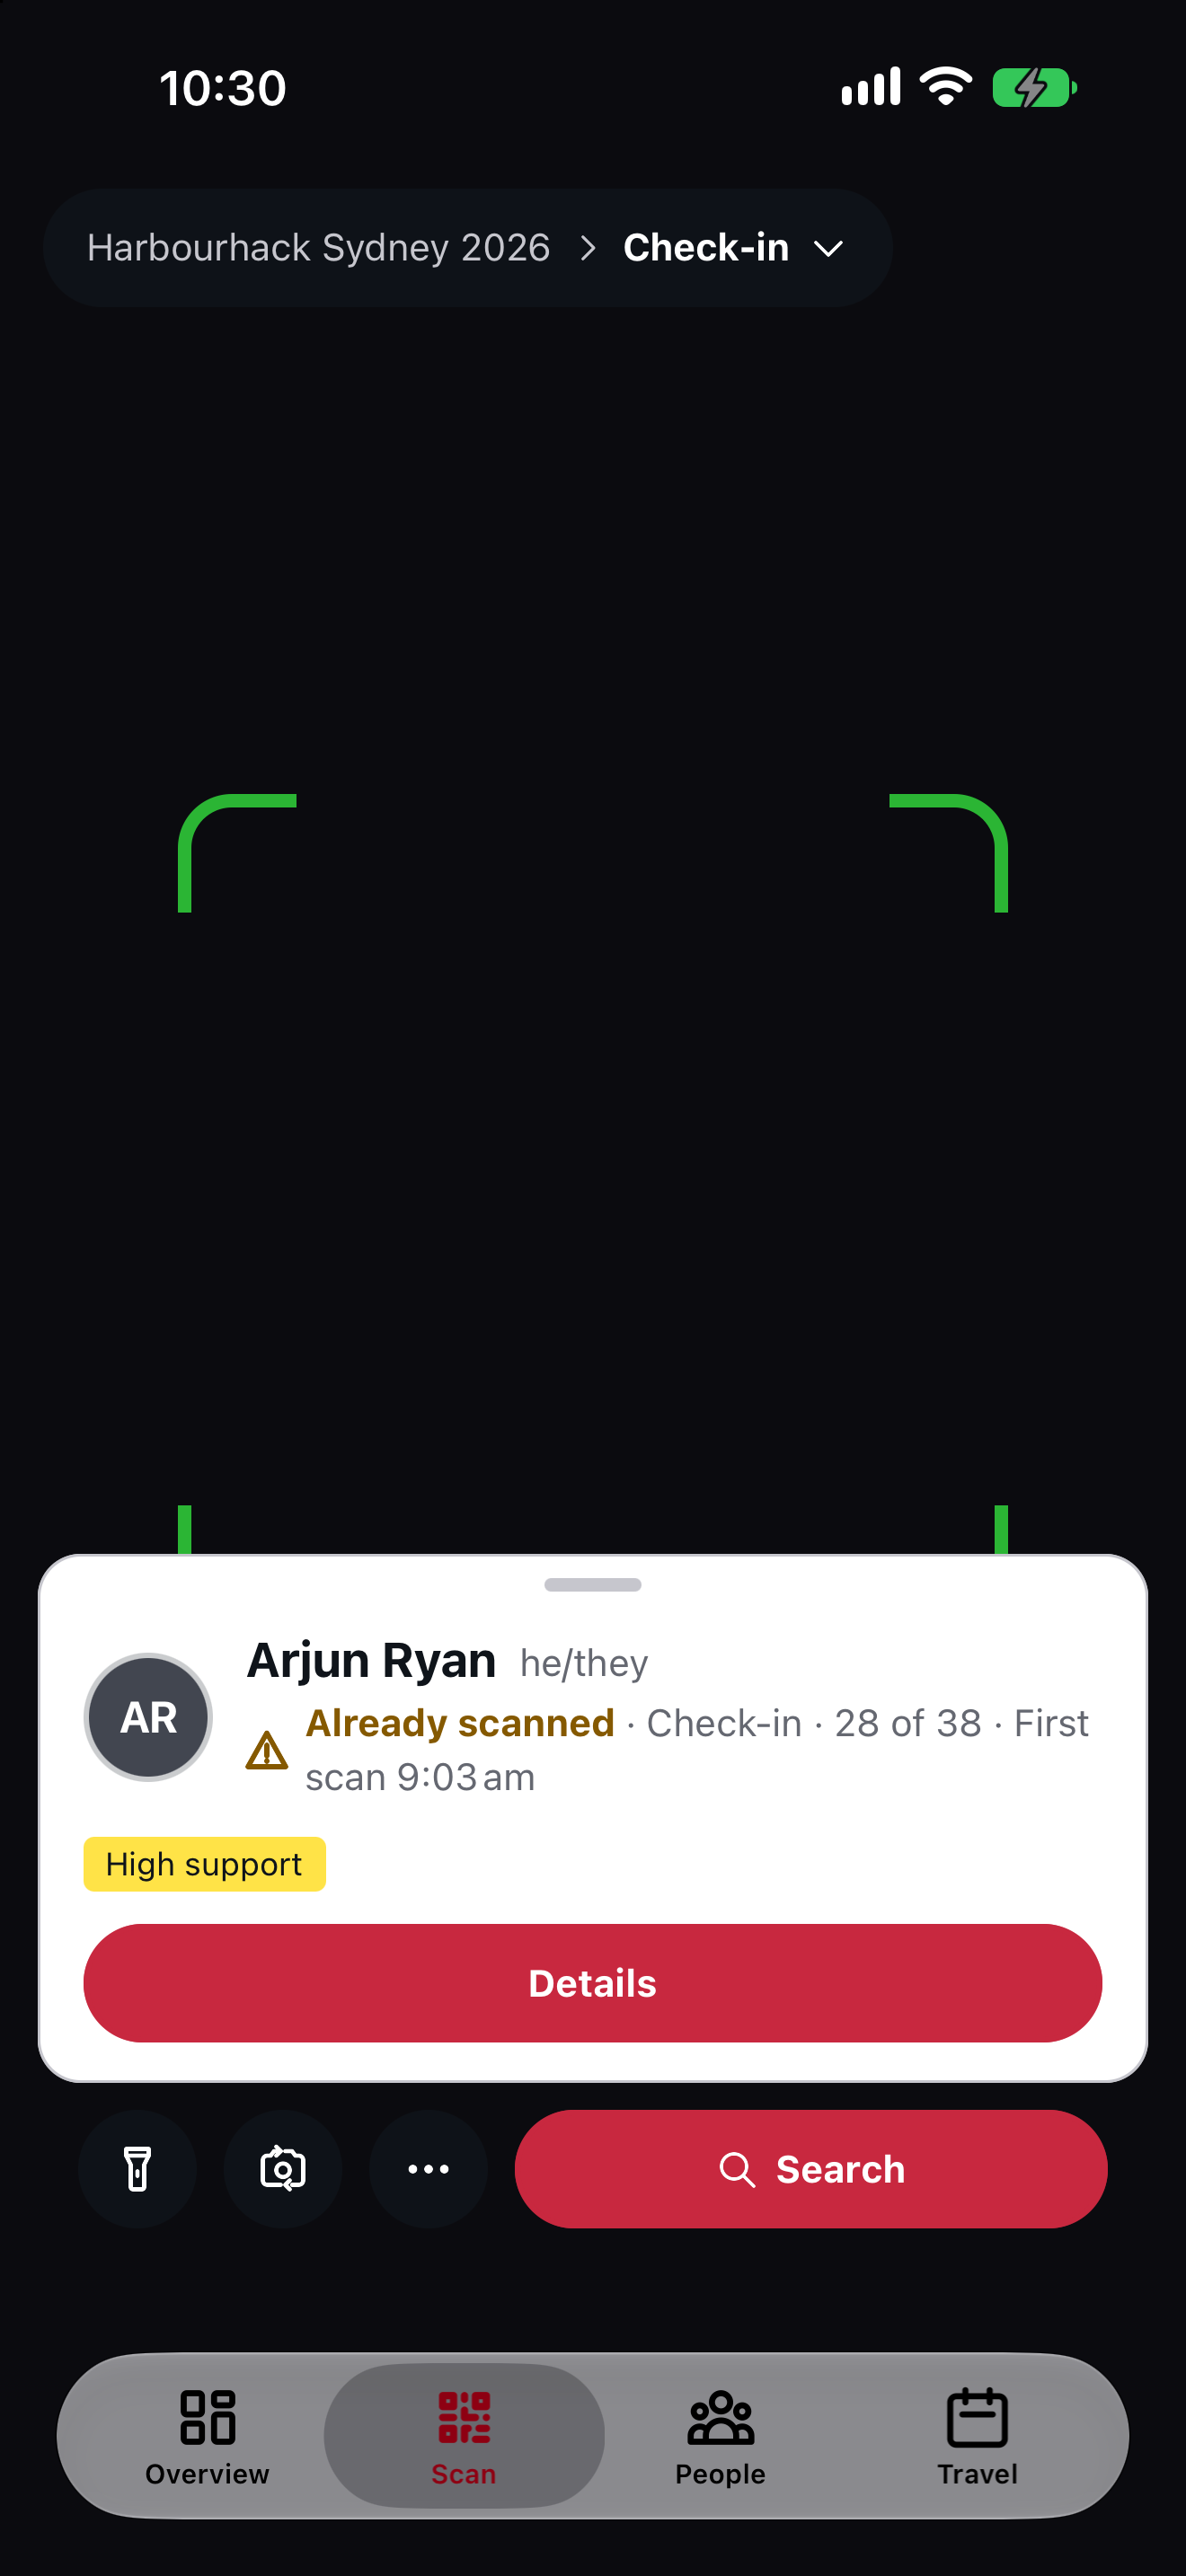 10:30
Harbourhack Sydney 2026 > Check-in
Arjun Ryan he/they
AR
Already scanned · Check-in · 28 of 38 · First
scan 9:03 am
High support
Details
Search
Overview Scan People Travel